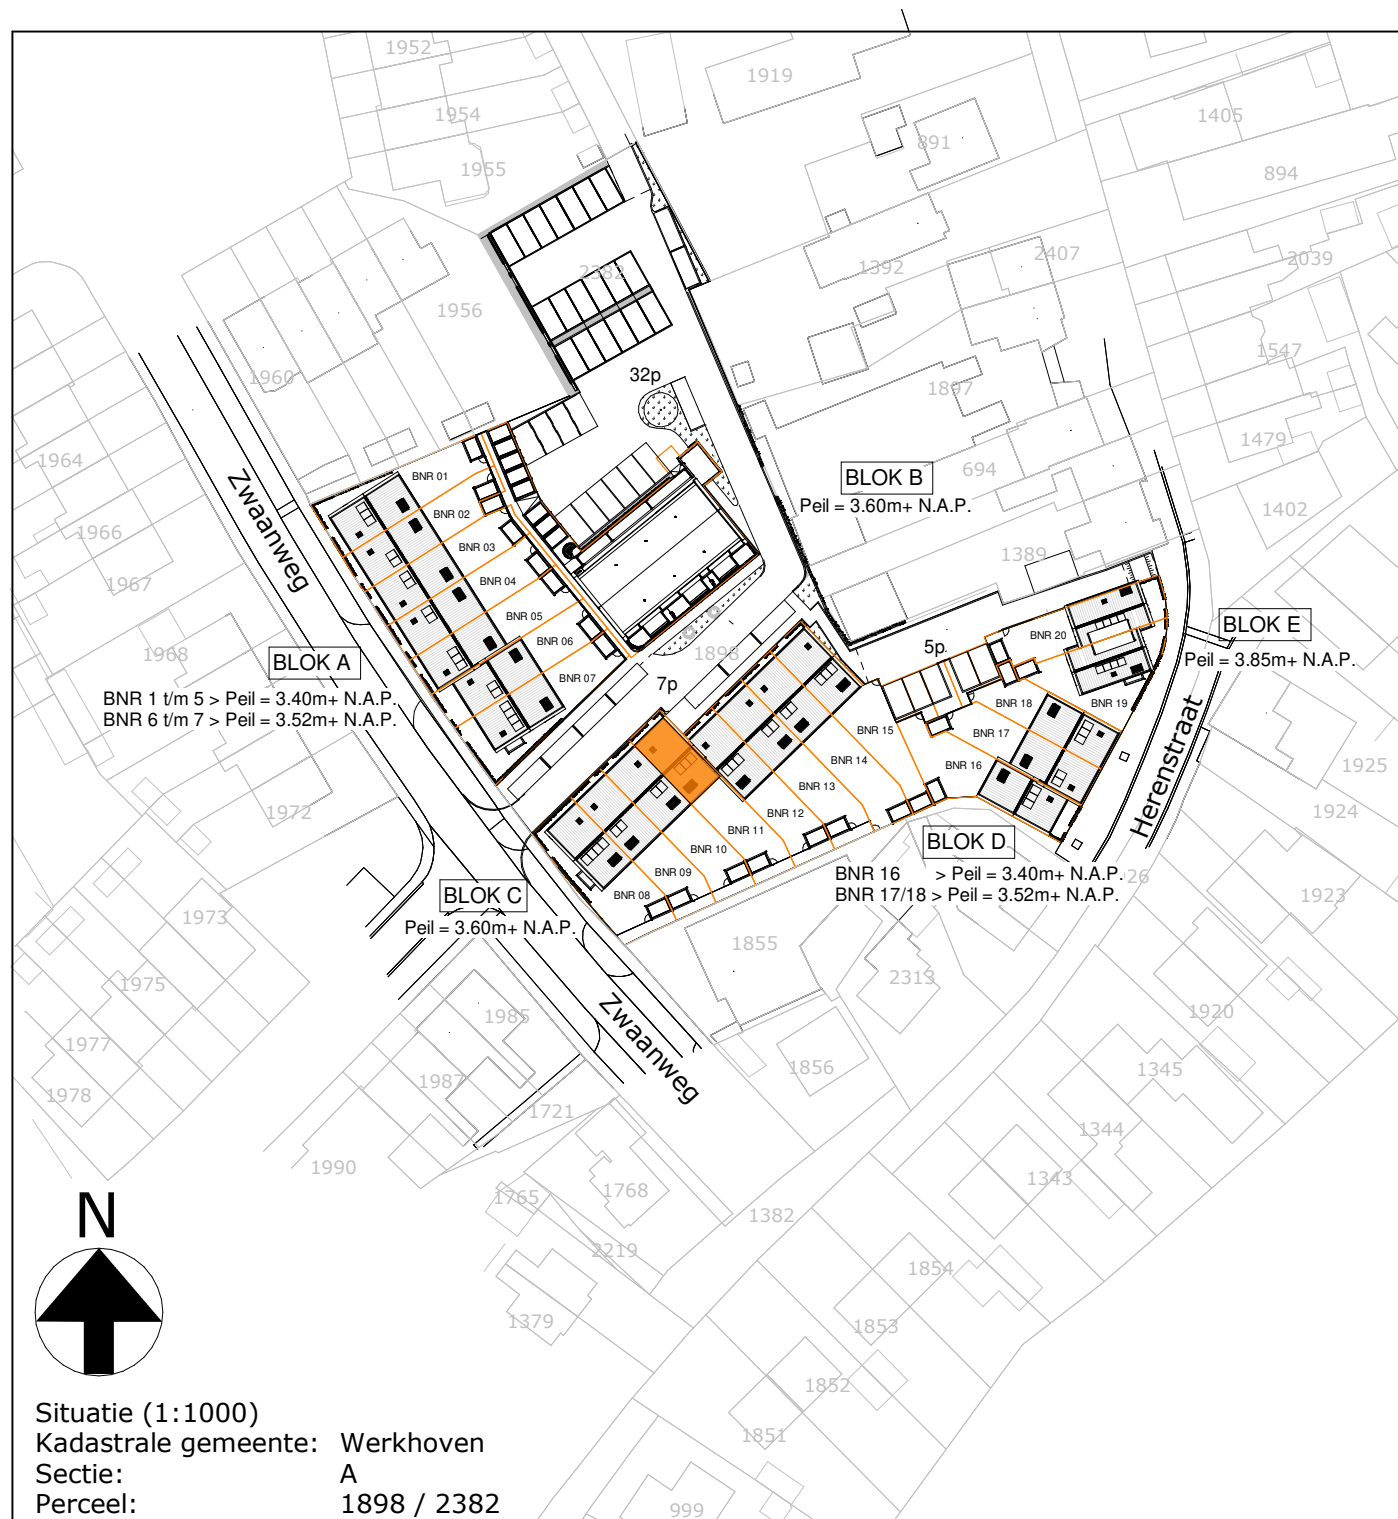 1952
1919
1954
1405
891
1955
894
2407
2039
2382
1392
1956
1547
32p
1960
1897
1479
1964
694
BNR 01
BLOK B
Peil = 3.60m+ N.A.P.
Zwaanweg
BNR 02
1402
1966
BNR 03
1389
1967
BNR 04
BNR 05
BLOK E
BNR 20
BNR 06
1968
1898
5p.
Peil = 3.85m+ N.A.P.
BLOK A
BNR 07
7p
BNR 1 t/m 5 > Peil = 3.40m+ N.A.P.
BNR 6 t/m 7 > Peil = 3.52m+ N.A.P.
BNR 18
BNR 19
BNR 15
BNR 17
Herenstraat
BNR 14
BNR 16
1925
BNR 13
1972
BNR 12
1924
BNR 11
BLOK D
BNR 10
BNR 09
BNR 16 > Peil = 3.40m+ N.A.P.
26
BNR 17/18 > Peil = 3.52m+ N.A.P.
BLOK C
BNR 08
1923
1973
Peil = 3.60m+ N.A.P.
1855
1975
2313
1985
1920
Zwaanweg
1977
1856
1345
1987
1978
1721
1344
1990
1343
1765
1768
1382
N
2219
1854
1379
1853
1852
Situatie (1:1000)
1851
Kadastrale gemeente: Werkhoven
Sectie: A
Perceel: 1898 / 2382
999